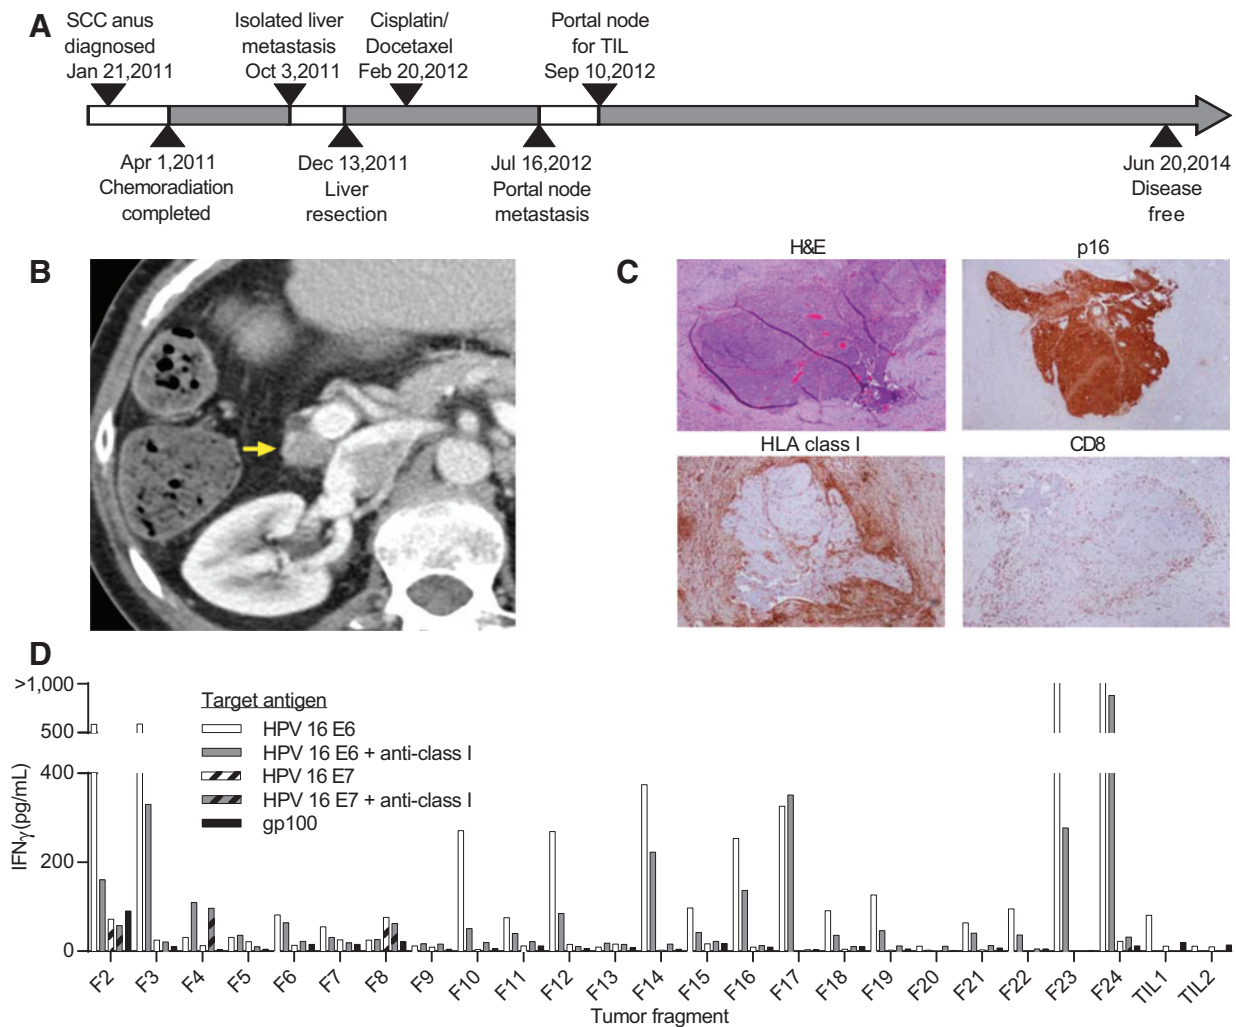 A
SCC anus
diagnosed
Jan 21,2011
Isolated liver
metastasis
Oct 3,2011
Cisplatin/
Docetaxel
Feb 20,2012
Portal node
for TIL
Sep 10,2012
Apr 1,2011
Chemoradiation
completed
Dec 13,2011
Liver
resection
Jul 16,2012
Portal node
metastasis
Jun 20,2014
Disease
free
B
C
H&E
p16
HLA class I
CD8
D
>1,000
500
400
200
0
IFNγ(pg/mL)
Target antigen
HPV 16 E6
HPV 16 E6 + anti-class I
HPV 16 E7
HPV 16 E7 + anti-class I
gp100
F2 F3 F4 F5 F6 F7 F8 F9 F10 F11 F12 F13 F14 F15 F16 F17 F18 F19 F20 F21 F22 F23 F24 TIL1 TIL2
Tumor fragment